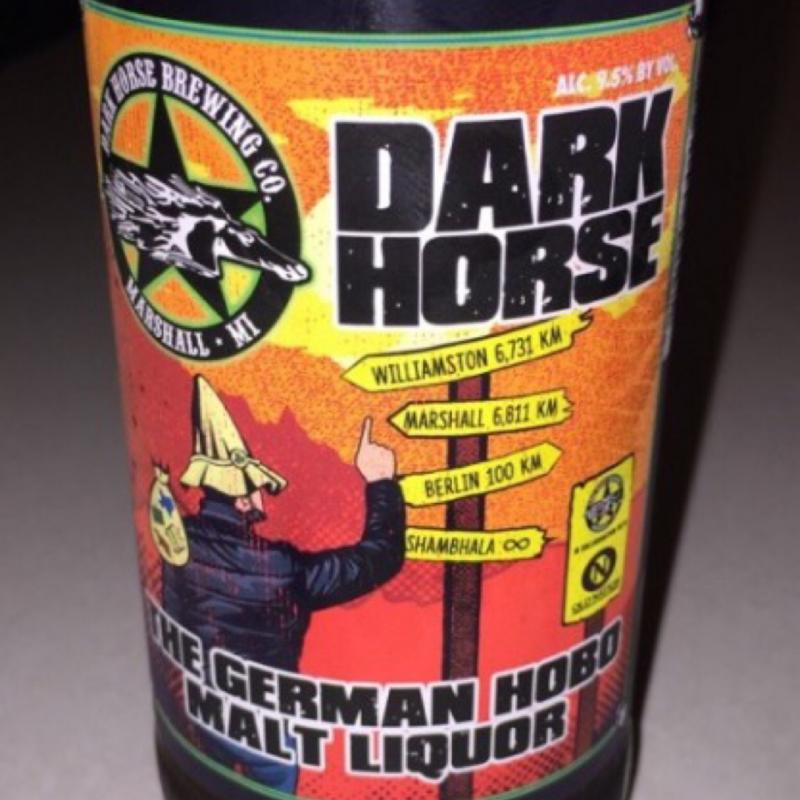 DARK HORSE BREWING CO.
MARSHALL • MI
ALC. 9.5% BY VOL.
DARK
HORSE
WILLIAMSTON 6,731 KM
MARSHALL 6,811 KM
BERLIN 100 KM
SHAMBHALA ∞
N
THE GERMAN HOBO
MALT LIQUOR